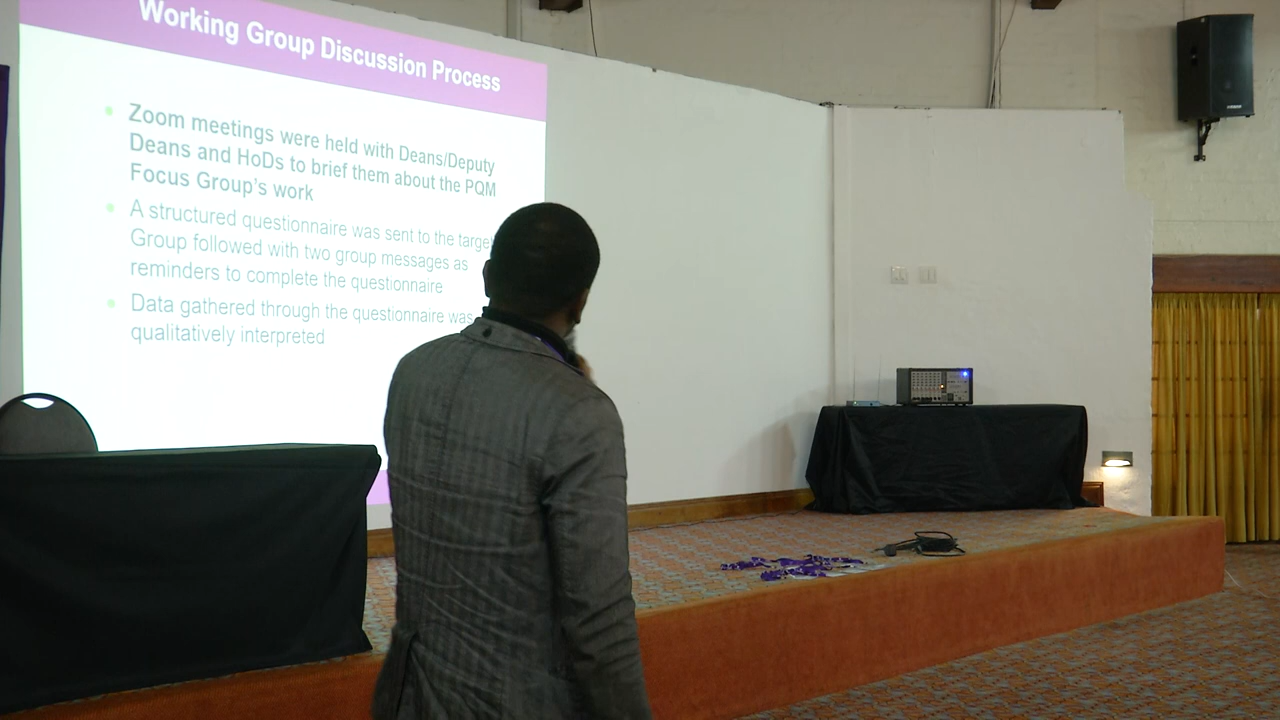 Working Group Discussion Process
Zoom meetings were held with Deans/Deputy
Deans and HoDs to brief them about the PQM
Focus Group's work
A structured questionnaire was sent to the target
Group followed with two group messages as
reminders to complete the questionnaire
Data gathered through the questionnaire was
qualitatively interpreted